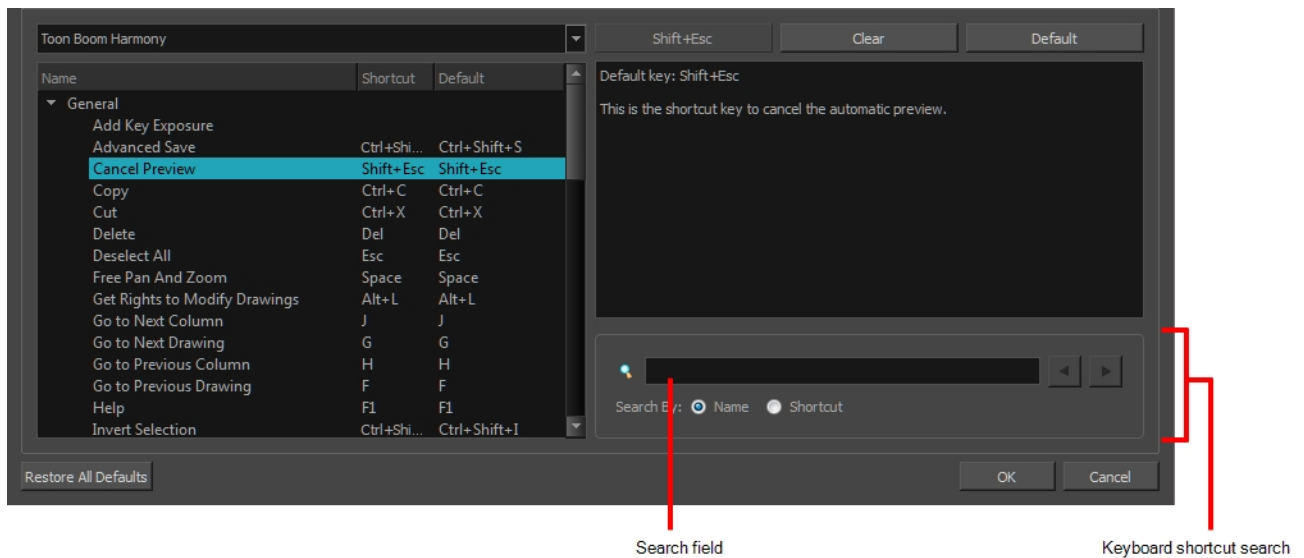 Toon Boom Harmony
Shift+Esc Clear Default
Name Shortcut Default
General
Add Key Exposure
Advanced Save Ctrl+Shi... Ctrl+Shift+S
Cancel Preview Shift+Esc Shift+Esc
Copy Ctrl+C Ctrl+C
Cut Ctrl+X Ctrl+X
Delete Del Del
Deselect All Esc Esc
Free Pan And Zoom Space Space
Get Rights to Modify Drawings Alt+L Alt+L
Go to Next Column J J
Go to Next Drawing G G
Go to Previous Column H H
Go to Previous Drawing F F
Help F1 F1
Invert Selection Ctrl+Shi... Ctrl+Shift+I
Default key: Shift+Esc
This is the shortcut key to cancel the automatic preview.
Search By: Name Shortcut
Restore All Defaults OK Cancel
Search field Keyboard shortcut search